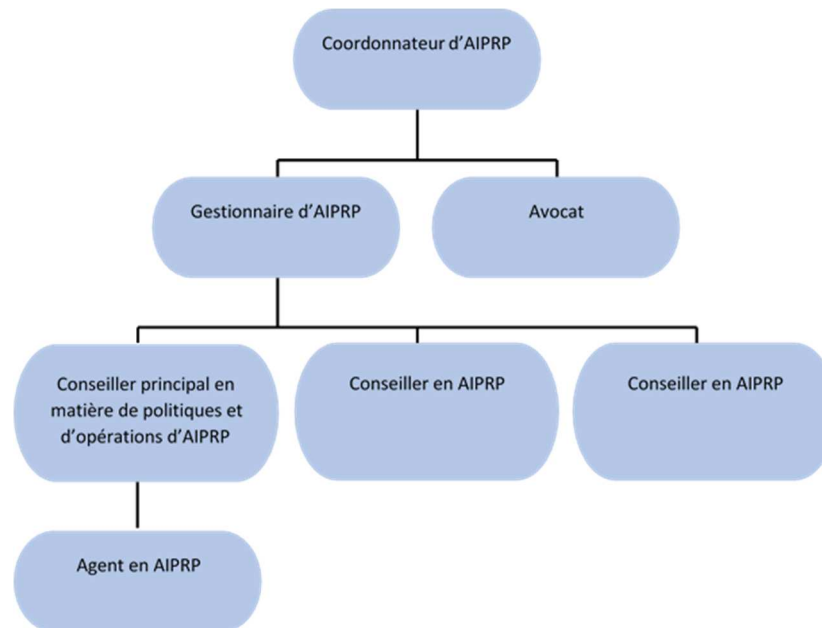 Coordonnateur d’AIPRP
Gestionnaire d’AIPRP
Avocat
Conseiller principal en
matière de politiques et
d’opérations d’AIPRP
Conseiller en AIPRP
Conseiller en AIPRP
Agent en AIPRP